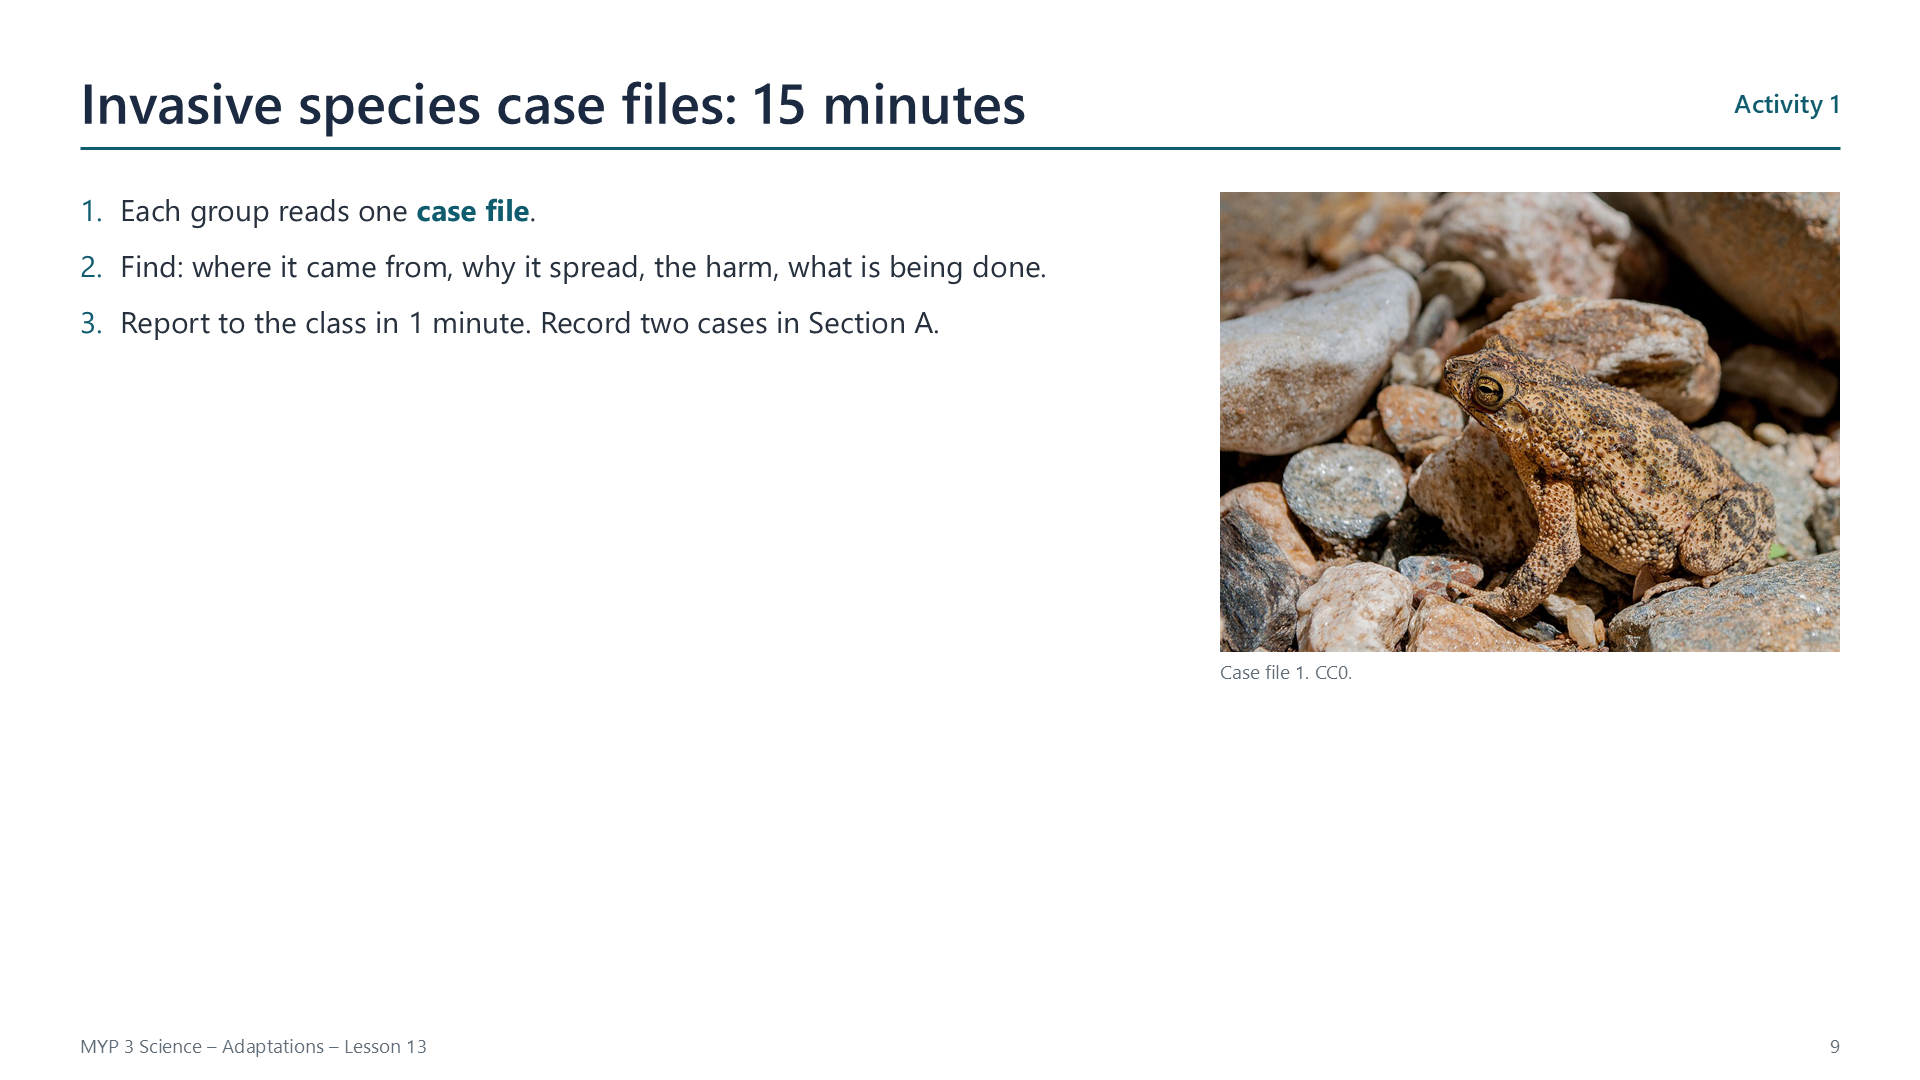 Invasive species case files: 15 minutes
Activity 1
1. Each group reads one case file.
2. Find: where it came from, why it spread, the harm, what is being done.
3. Report to the class in 1 minute. Record two cases in Section A.
Case file 1. CC0.
MYP 3 Science – Adaptations – Lesson 13
9